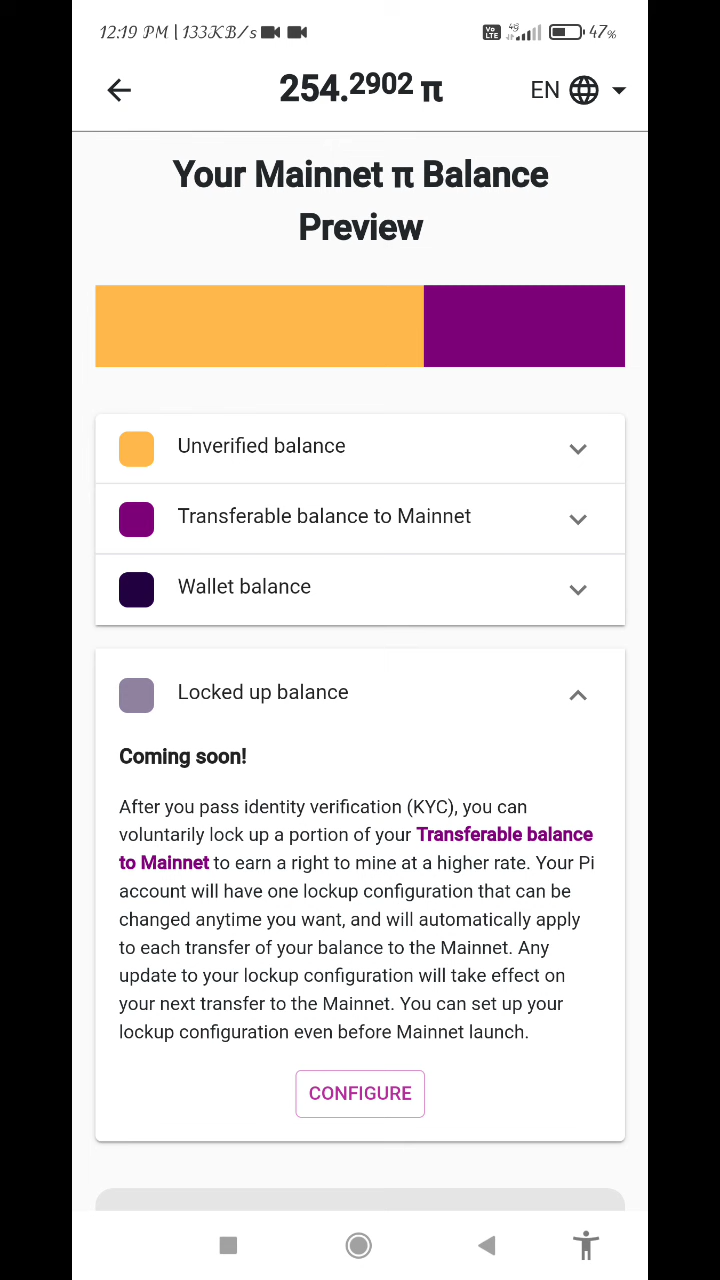 12:19 PM | 133KB/s
Vo LTE 4G 47%
254.2902 π
EN
Your Mainnet π Balance
Preview
Unverified balance
Transferable balance to Mainnet
Wallet balance
Locked up balance
Coming soon!
After you pass identity verification (KYC), you can
voluntarily lock up a portion of your Transferable balance
to Mainnet to earn a right to mine at a higher rate. Your Pi
account will have one lockup configuration that can be
changed anytime you want, and will automatically apply
to each transfer of your balance to the Mainnet. Any
update to your lockup configuration will take effect on
your next transfer to the Mainnet. You can set up your
lockup configuration even before Mainnet launch.
CONFIGURE